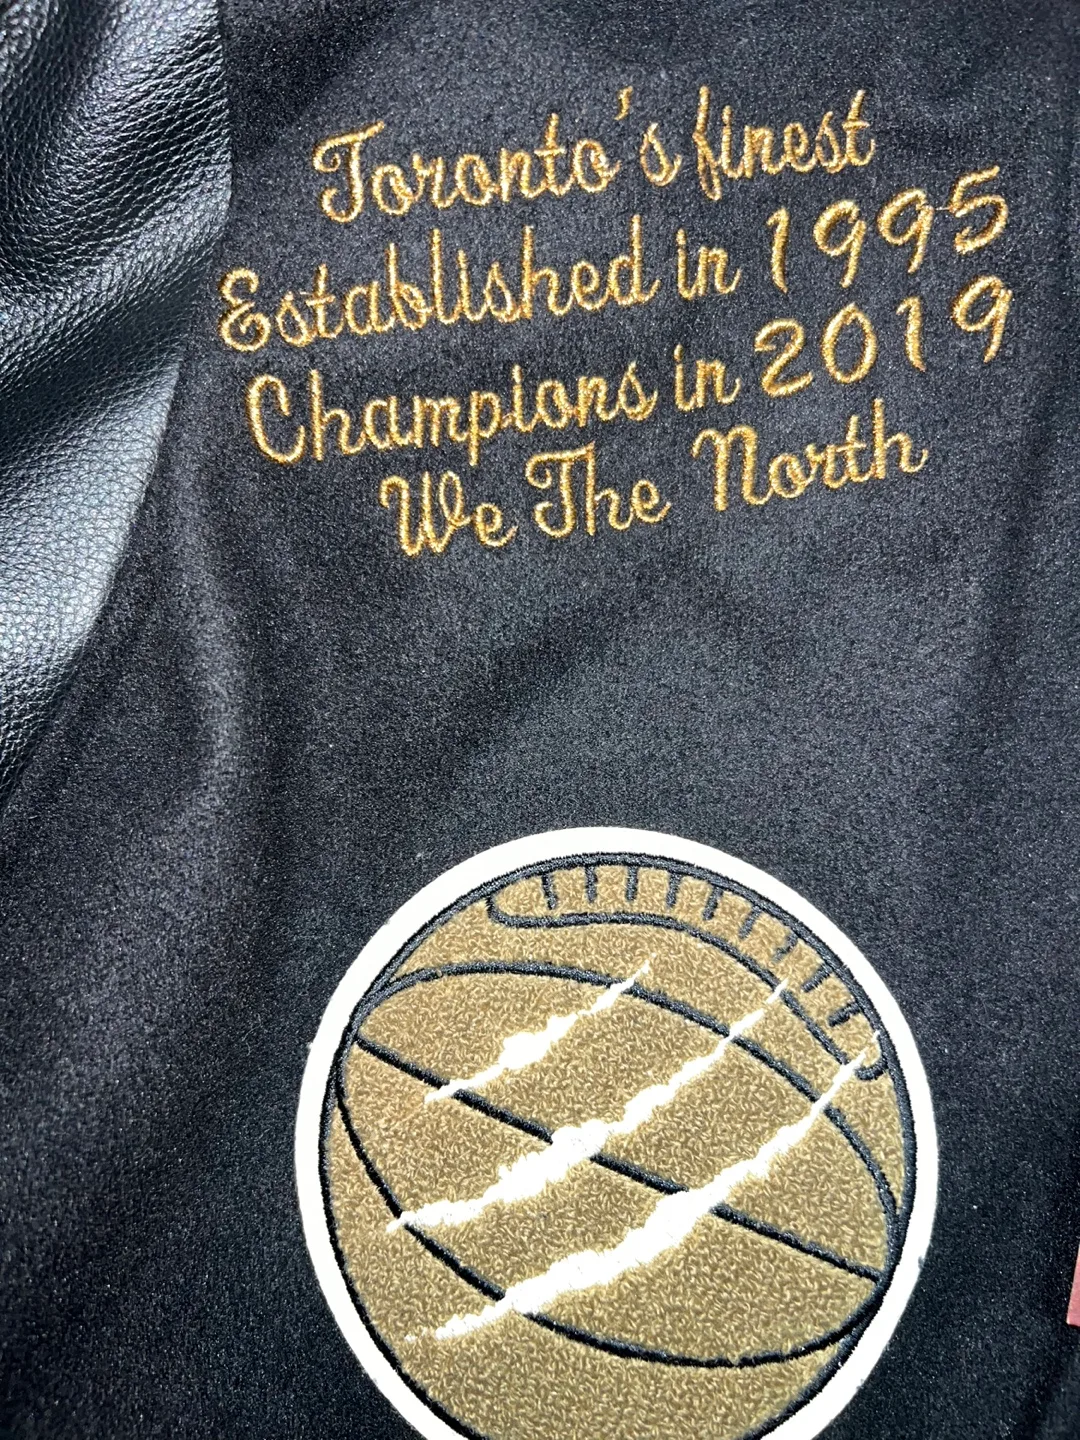 Toronto's finest
Established in 1995
Champions in 2019
We The North